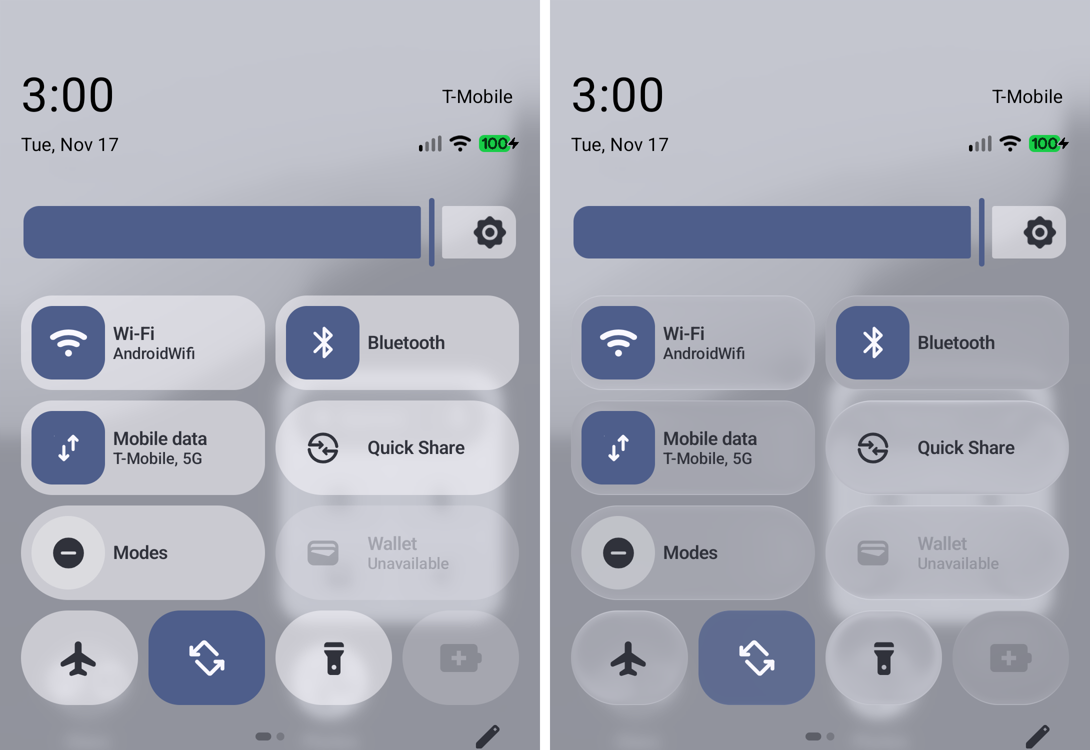 3:00
T-Mobile
Tue, Nov 17
100
Wi-Fi
AndroidWifi
Bluetooth
Mobile data
T-Mobile, 5G
Quick Share
Modes
Wallet
Unavailable
3:00
T-Mobile
Tue, Nov 17
100
Wi-Fi
AndroidWifi
Bluetooth
Mobile data
T-Mobile, 5G
Quick Share
Modes
Wallet
Unavailable